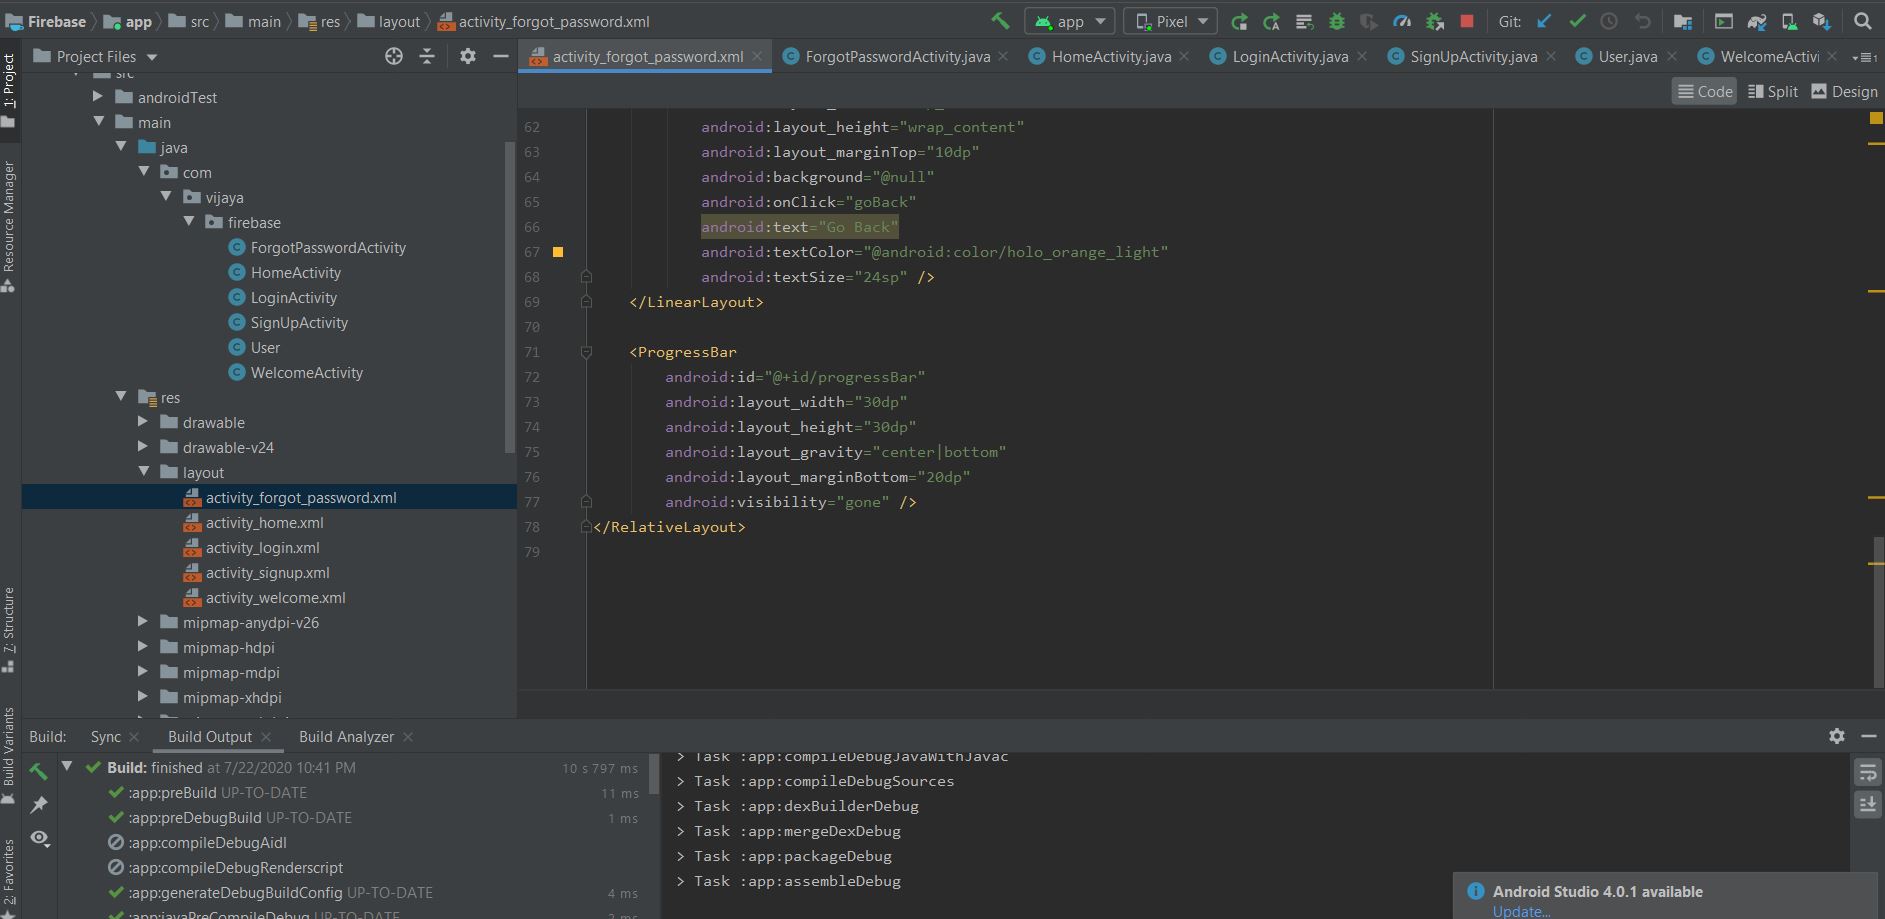 Firebase app src main res layout activity_forgot_password.xml app Pixel Git:
1: Project
Resource Manager
7: Structure
Build Variants
2: Favorites
Project Files
src
androidTest
main
java
com
vijaya
firebase
ForgotPasswordActivity
HomeActivity
LoginActivity
SignUpActivity
User
WelcomeActivity
res
drawable
drawable-v24
layout
activity_forgot_password.xml
activity_home.xml
activity_login.xml
activity_signup.xml
activity_welcome.xml
mipmap-anydpi-v26
mipmap-hdpi
mipmap-mdpi
mipmap-xhdpi
activity_forgot_password.xml ForgotPasswordActivity.java HomeActivity.java LoginActivity.java SignUpActivity.java User.java WelcomeActivi
Code Split Design
62 android:layout_height="wrap_content"
63 android:layout_marginTop="10dp"
64 android:background="@null"
65 android:onClick="goBack"
66 android:text="Go Back"
67 android:textColor="@android:color/holo_orange_light"
68 android:textSize="24sp" />
69 </LinearLayout>
70
71 <ProgressBar
72 android:id="@+id/progressBar"
73 android:layout_width="30dp"
74 android:layout_height="30dp"
75 android:layout_gravity="center|bottom"
76 android:layout_marginBottom="20dp"
77 android:visibility="gone" />
78 </RelativeLayout>
79
Build: Sync Build Output Build Analyzer
Build: finished at 7/22/2020 10:41 PM 10 s 797 ms
:app:preBuild UP-TO-DATE 11 ms
:app:preDebugBuild UP-TO-DATE 1 ms
:app:compileDebugAidl
:app:compileDebugRenderscript
:app:generateDebugBuildConfig UP-TO-DATE 4 ms
:app:javaPreCompileDebug UP-TO-DATE 2 ms
> Task :app:compileDebugJavaWithJavac
> Task :app:compileDebugSources
> Task :app:dexBuilderDebug
> Task :app:mergeDexDebug
> Task :app:packageDebug
> Task :app:assembleDebug
Android Studio 4.0.1 available
Update...